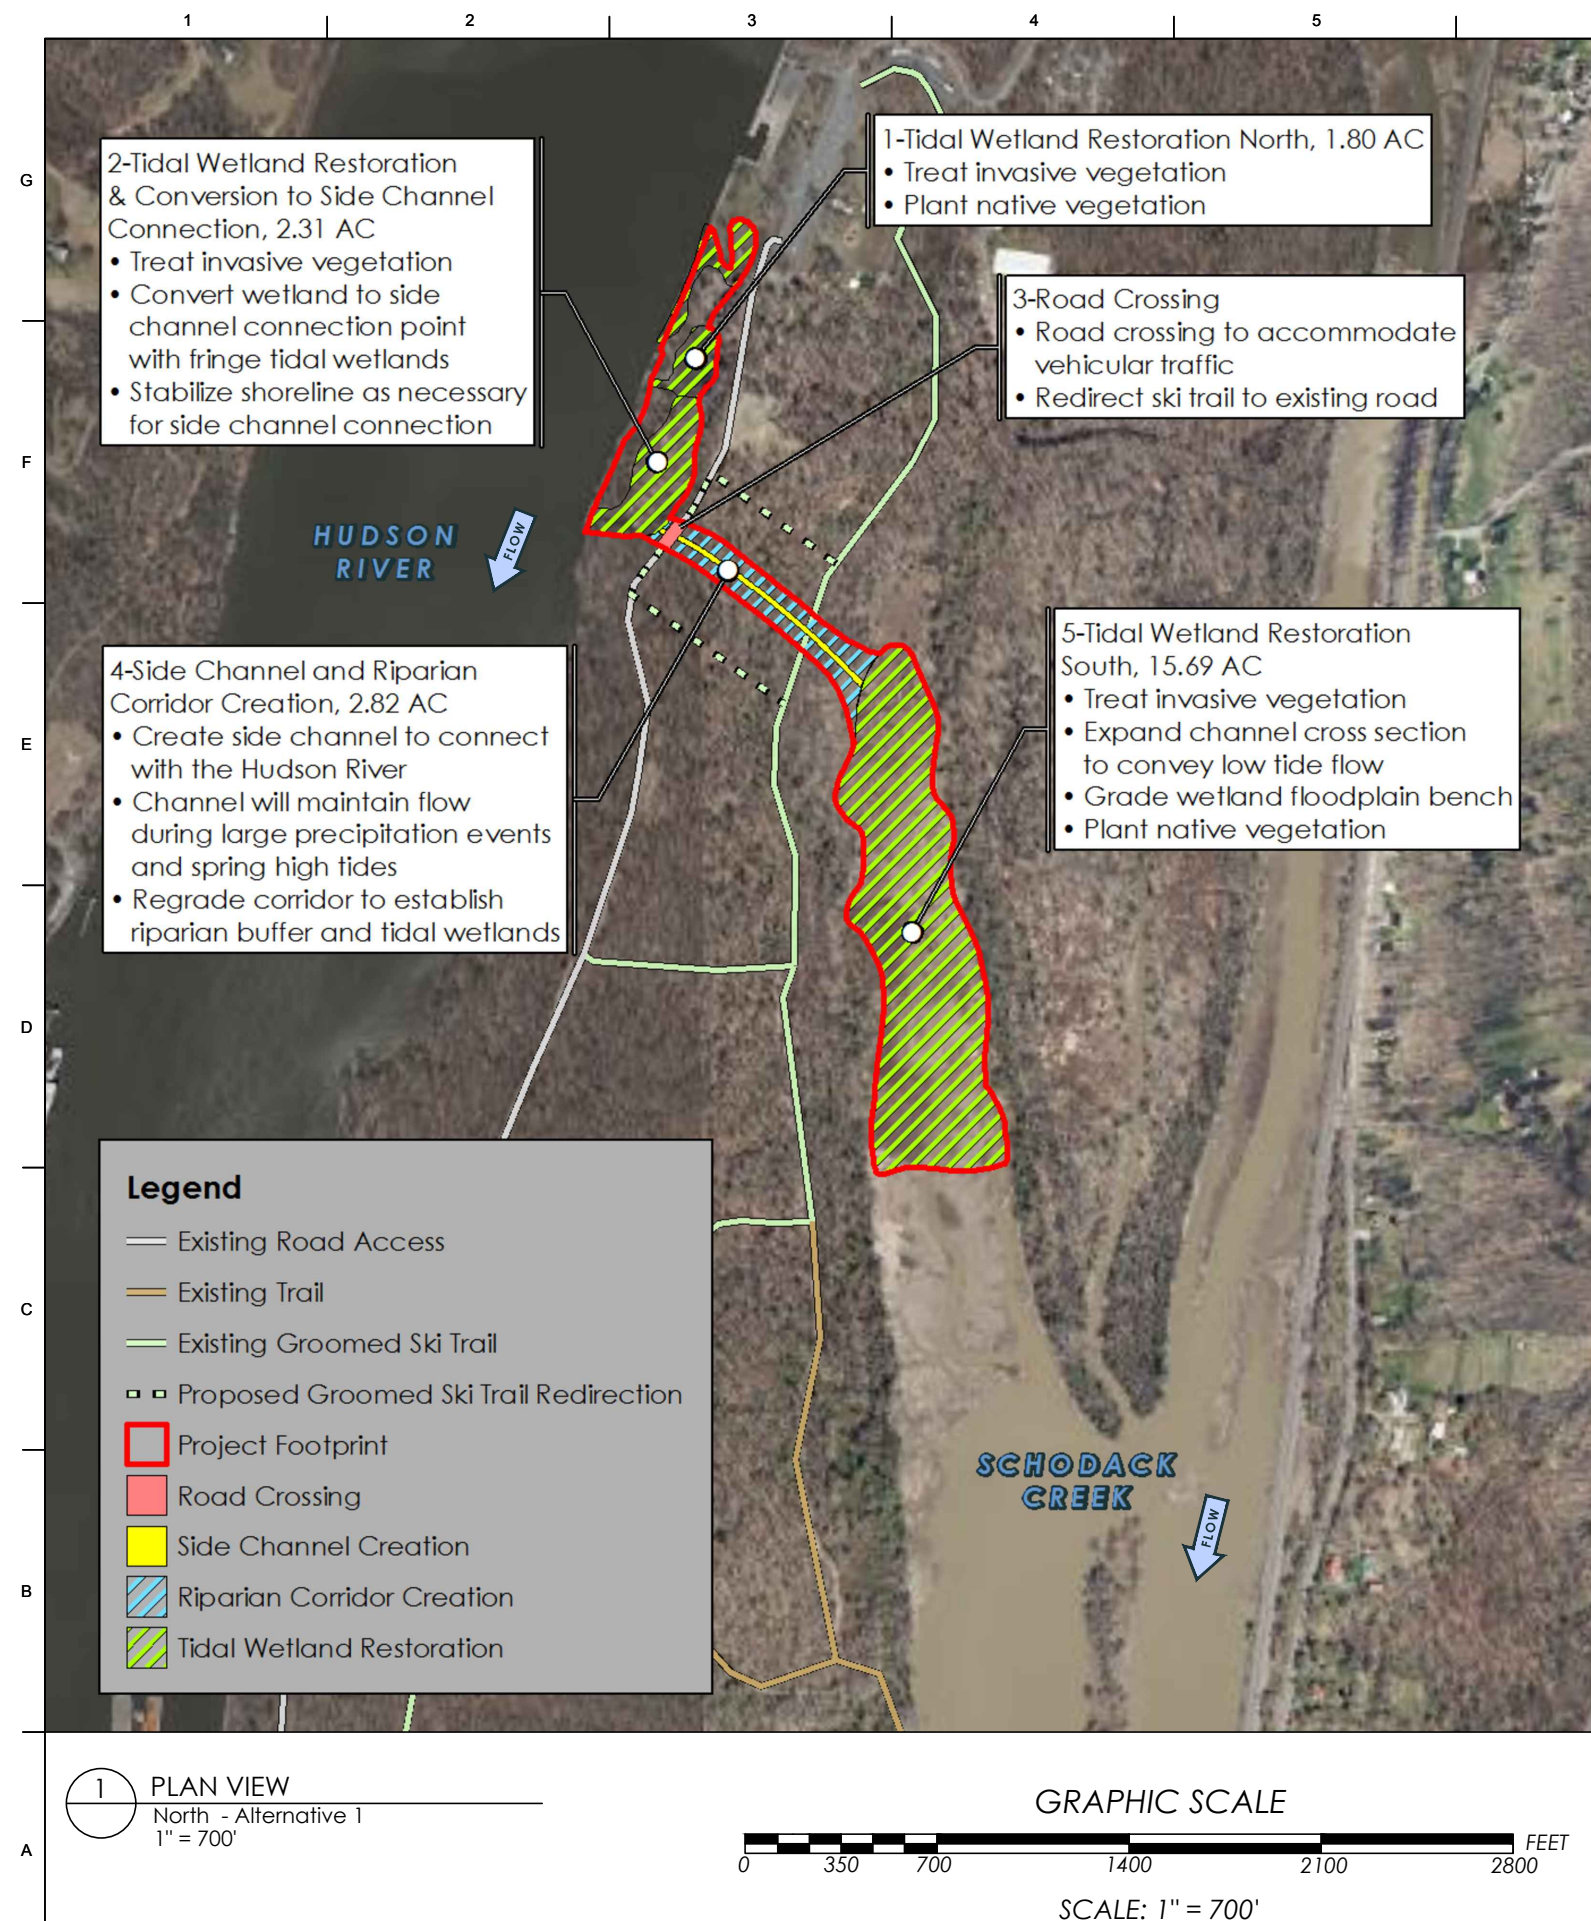 1 2 3 4 5
G
F
E
D
C
B
A
2-Tidal Wetland Restoration
& Conversion to Side Channel
Connection, 2.31 AC
• Treat invasive vegetation
• Convert wetland to side
channel connection point
with fringe tidal wetlands
• Stabilize shoreline as necessary
for side channel connection
1-Tidal Wetland Restoration North, 1.80 AC
• Treat invasive vegetation
• Plant native vegetation
3-Road Crossing
• Road crossing to accommodate
vehicular traffic
• Redirect ski trail to existing road
HUDSON
RIVER
FLOW
4-Side Channel and Riparian
Corridor Creation, 2.82 AC
• Create side channel to connect
with the Hudson River
• Channel will maintain flow
during large precipitation events
and spring high tides
• Regrade corridor to establish
riparian buffer and tidal wetlands
5-Tidal Wetland Restoration
South, 15.69 AC
• Treat invasive vegetation
• Expand channel cross section
to convey low tide flow
• Grade wetland floodplain bench
• Plant native vegetation
Legend
Existing Road Access
Existing Trail
Existing Groomed Ski Trail
Proposed Groomed Ski Trail Redirection
Project Footprint
Road Crossing
Side Channel Creation
Riparian Corridor Creation
Tidal Wetland Restoration
SCHODACK
CREEK
FLOW
1
PLAN VIEW
North - Alternative 1
1" = 700'
GRAPHIC SCALE
FEET
0 350 700 1400 2100 2800
SCALE: 1" = 700'